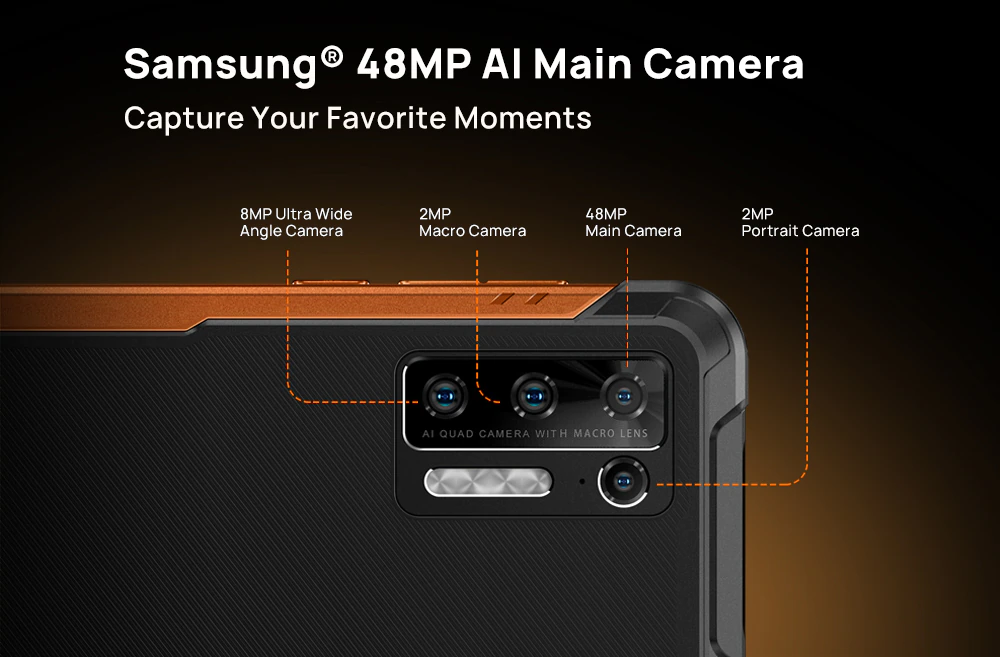 Samsung® 48MP AI Main Camera
Capture Your Favorite Moments
8MP Ultra Wide
Angle Camera
2MP
Macro Camera
48MP
Main Camera
2MP
Portrait Camera
AI QUAD CAMERA WITH MACRO LENS